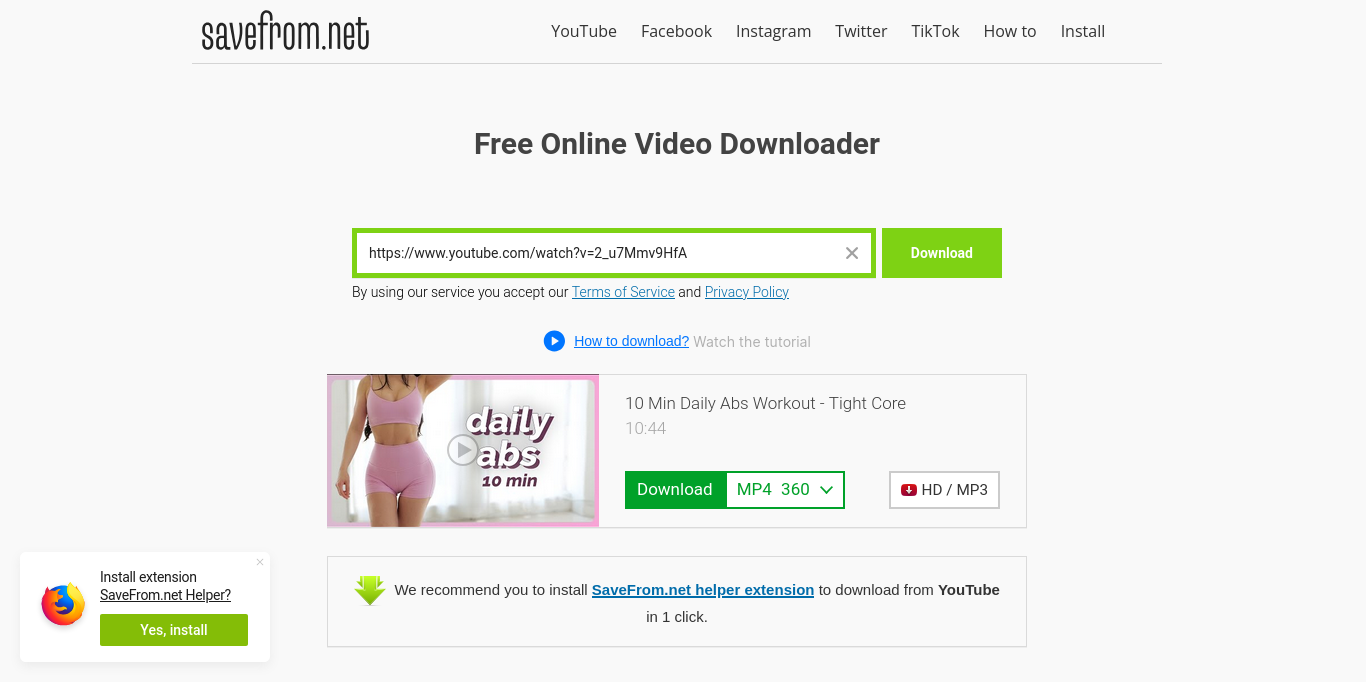 savefrom.net
YouTube Facebook Instagram Twitter TikTok How to Install
Free Online Video Downloader
https://www.youtube.com/watch?v=2_u7Mmv9HfA
Download
By using our service you accept our Terms of Service and Privacy Policy
How to download? Watch the tutorial
daily
abs
10 min
10 Min Daily Abs Workout - Tight Core
10:44
Download MP4 360
HD / MP3
We recommend you to install SaveFrom.net helper extension to download from YouTube
in 1 click.
Install extension
SaveFrom.net Helper?
Yes, install